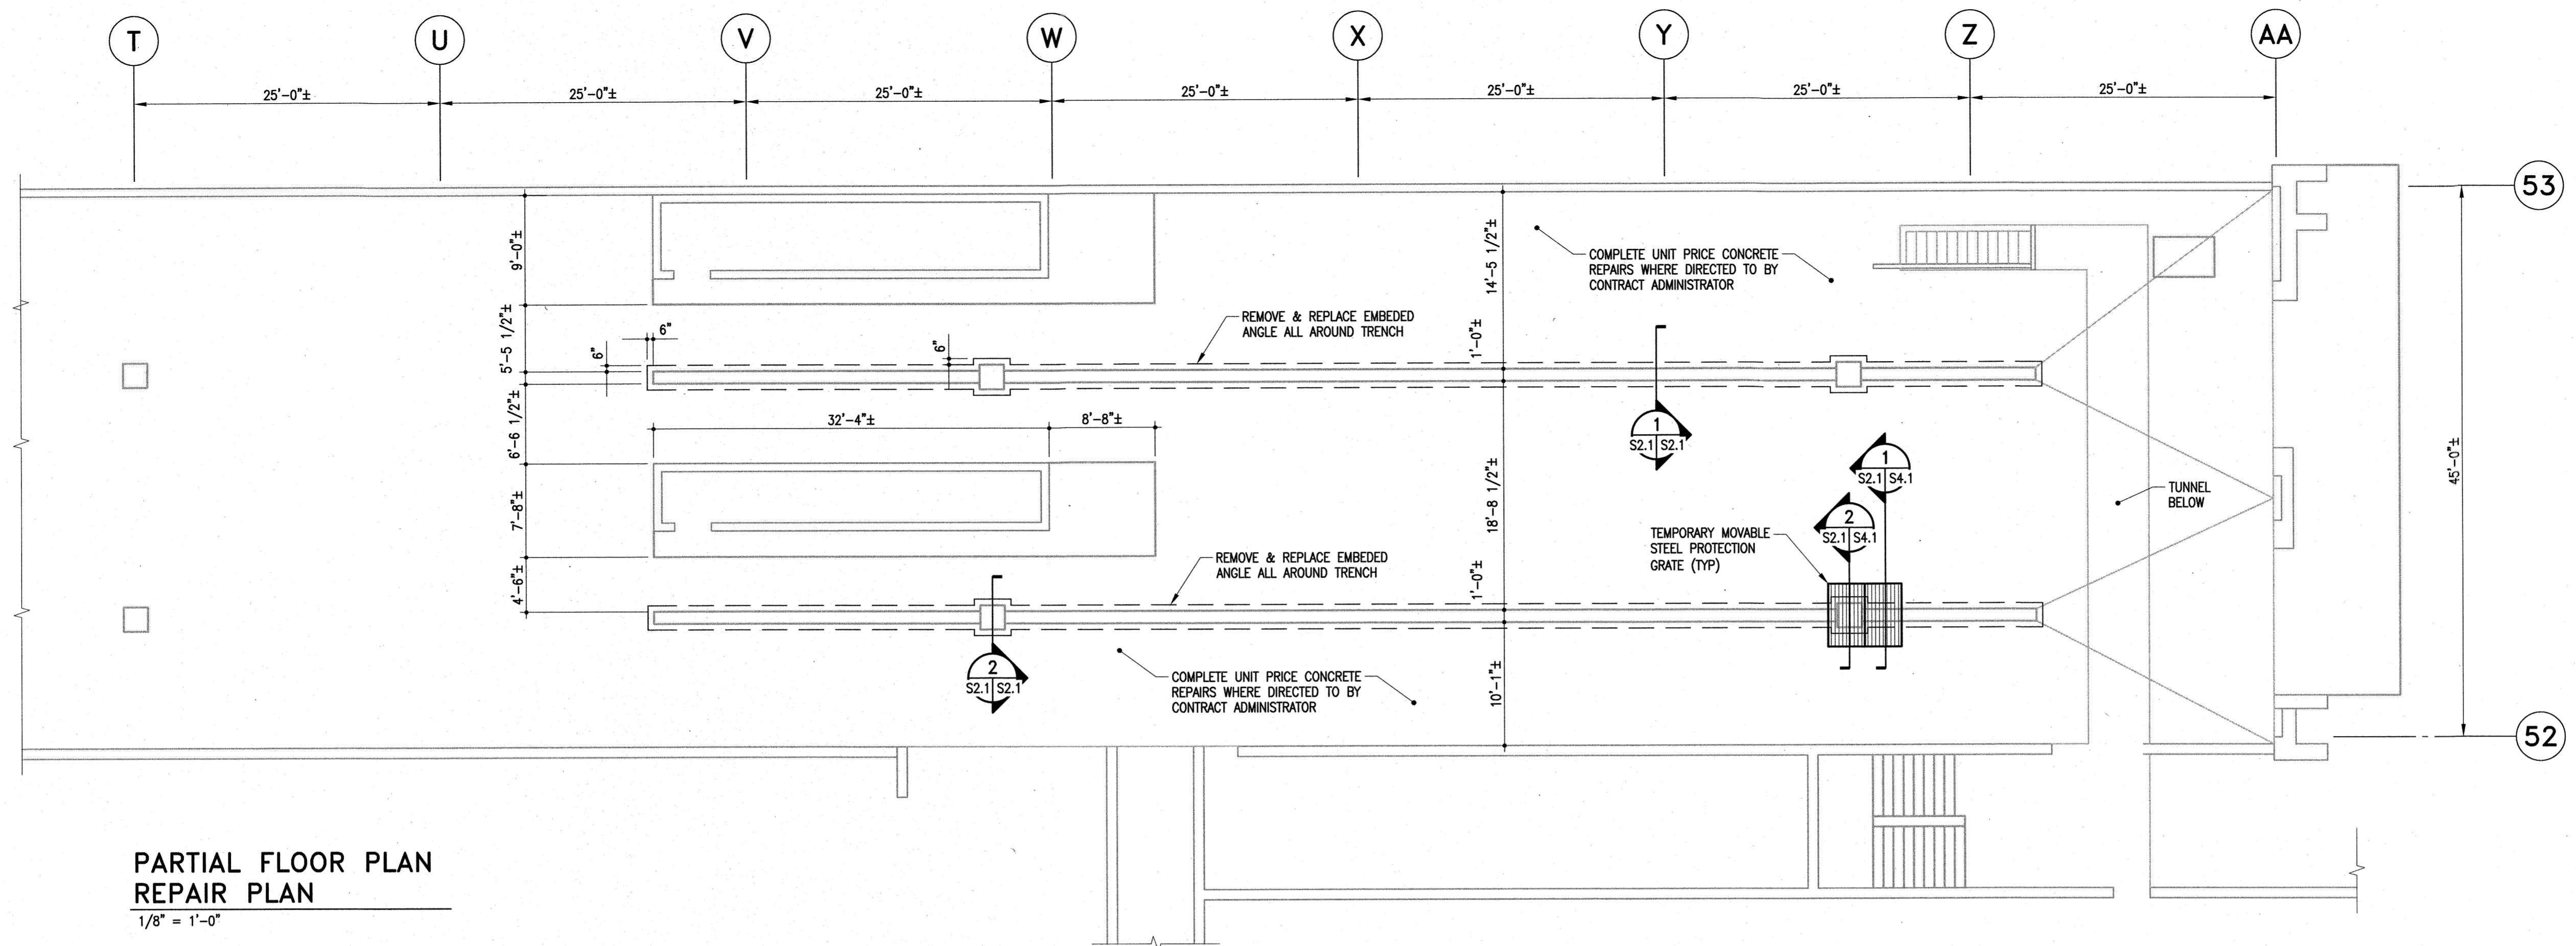 T
U
V
W
X
Y
Z
AA
25'-0"±
25'-0"±
25'-0"±
25'-0"±
25'-0"±
25'-0"±
25'-0"±
53
9'-0"±
14'-5 1/2"±
COMPLETE UNIT PRICE CONCRETE
REPAIRS WHERE DIRECTED TO BY
CONTRACT ADMINISTRATOR
5'-5 1/2"±
6"
6"
6"
REMOVE & REPLACE EMBEDED
ANGLE ALL AROUND TRENCH
1'-0"±
6'-6 1/2"±
32'-4"±
8'-8"±
1
S2.1
S2.1
1
S2.1
S4.1
45'-0"±
7'-8"±
18'-8 1/2"±
2
S2.1
S4.1
TUNNEL
BELOW
TEMPORARY MOVABLE
STEEL PROTECTION
GRATE (TYP)
4'-6"±
REMOVE & REPLACE EMBEDED
ANGLE ALL AROUND TRENCH
1'-0"±
2
S2.1
S2.1
COMPLETE UNIT PRICE CONCRETE
REPAIRS WHERE DIRECTED TO BY
CONTRACT ADMINISTRATOR
10'-1"±
52
PARTIAL FLOOR PLAN
REPAIR PLAN
1/8" = 1'-0"